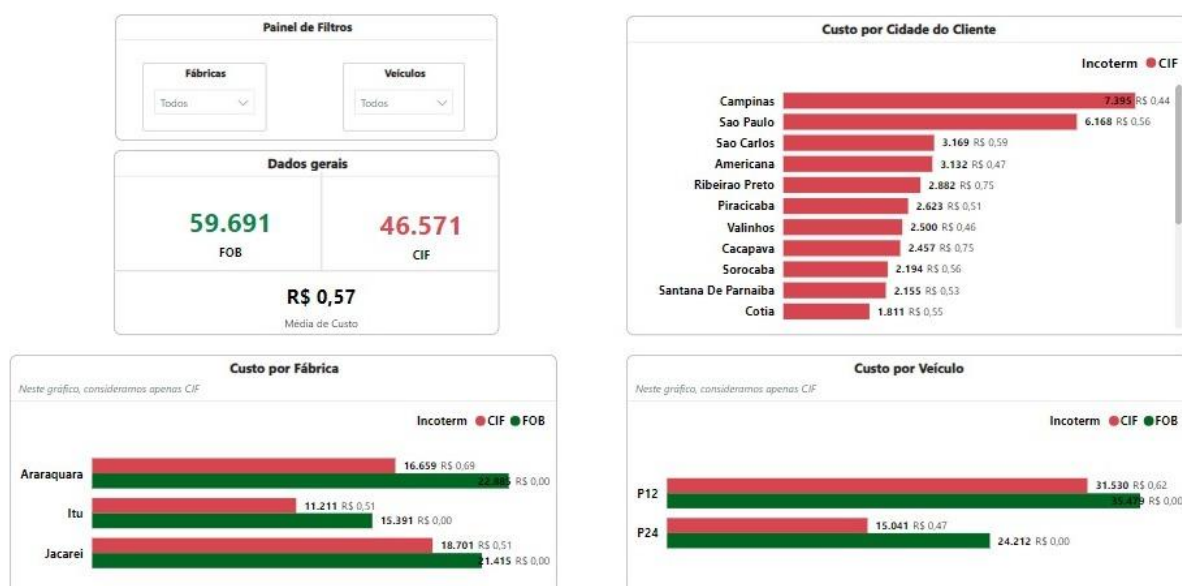 Painel de Filtros
Fábricas
Veículos
Todos
Todos
Dados gerais
59.691
FOB
46.571
CIF
R$ 0,57
Média de Custo
Custo por Cidade do Cliente
Incoterm CIF
Campinas 7.395 R$ 0,44
Sao Paulo 6.168 R$ 0,56
Sao Carlos 3.169 R$ 0,59
Americana 3.132 R$ 0,47
Ribeirao Preto 2.882 R$ 0,75
Piracicaba 2.623 R$ 0,51
Valinhos 2.500 R$ 0,46
Cacapava 2.457 R$ 0,75
Sorocaba 2.194 R$ 0,56
Santana De Parnaiba 2.155 R$ 0,53
Cotia 1.811 R$ 0,55
Custo por Fábrica
Neste gráfico, consideramos apenas CIF
Incoterm CIF FOB
Araraquara
16.659 R$ 0,69
22.885 R$ 0,00
Itu
11.211 R$ 0,51
15.391 R$ 0,00
Jacarei
18.701 R$ 0,51
21.415 R$ 0,00
Custo por Veículo
Neste gráfico, consideramos apenas CIF
Incoterm CIF FOB
P12
31.530 R$ 0,62
35.479 R$ 0,00
P24
15.041 R$ 0,47
24.212 R$ 0,00